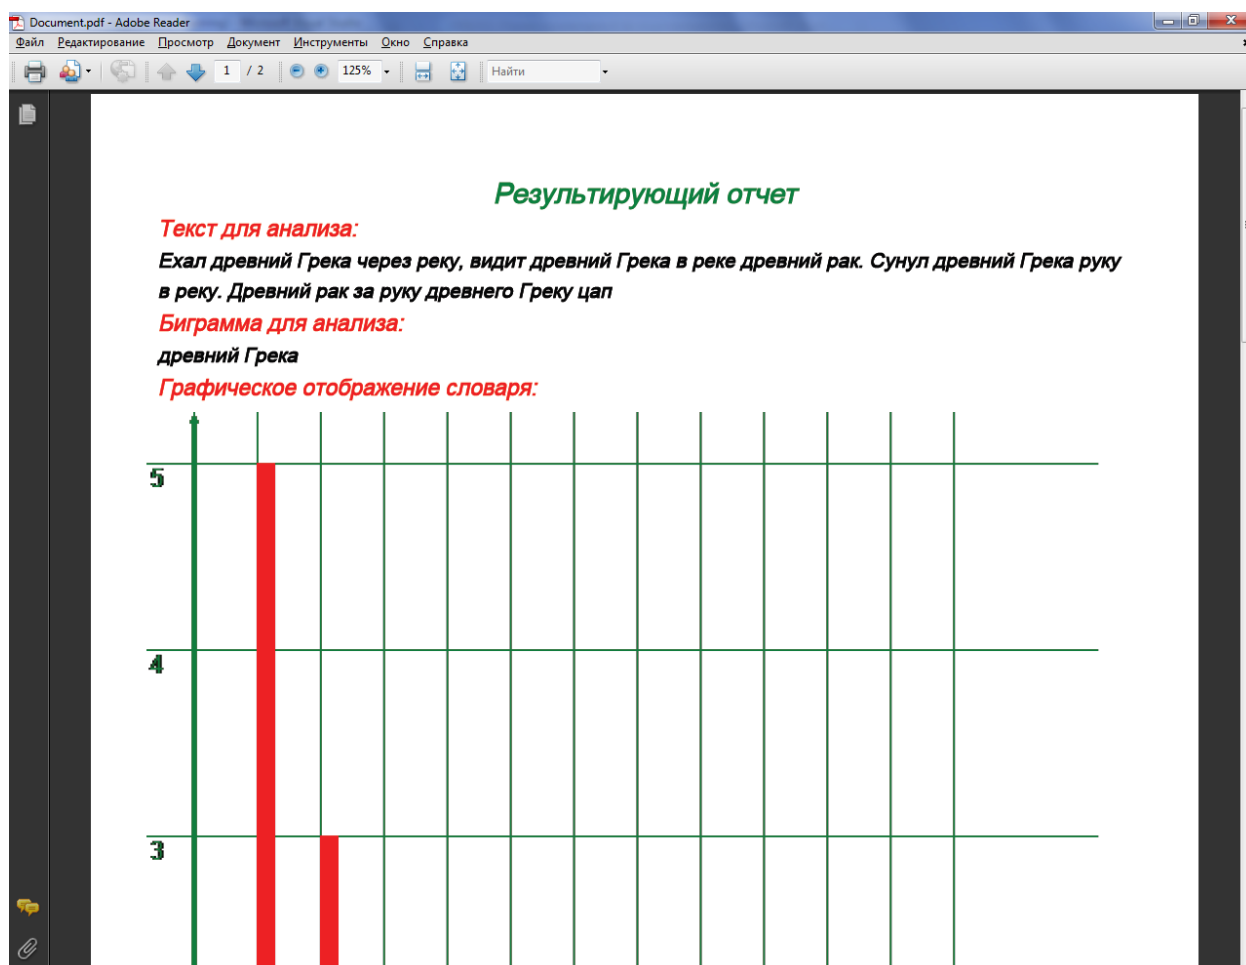 Document.pdf - Adobe Reader
Файл Редактирование Просмотр Документ Инструменты Окно Справка
1 / 2 125% Найти
Результирующий отчет
Текст для анализа:
Ехал древний Грека через реку, видит древний Грека в реке древний рак. Сунул древний Грека руку
в реку. Древний рак за руку древнего Греку цап
Биграмма для анализа:
древний Грека
Графическое отображение словаря:
5
4
3